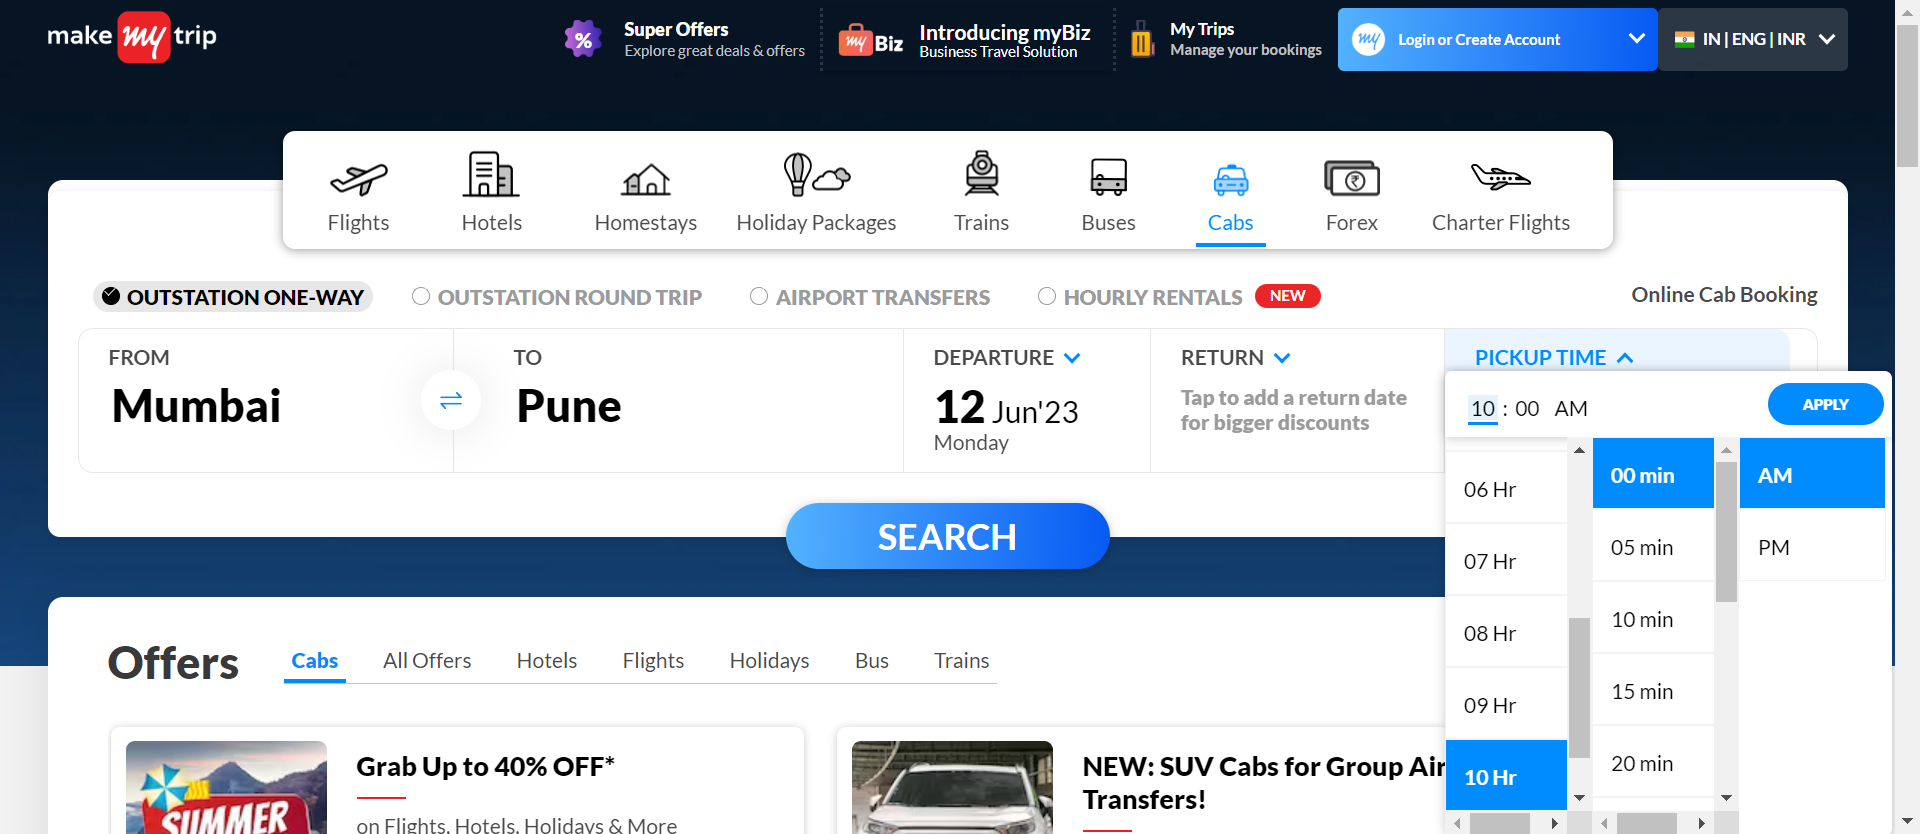 make my trip
Super Offers
Explore great deals & offers
my Biz
Introducing myBiz
Business Travel Solution
My Trips
Manage your bookings
my
Login or Create Account
IN | ENG | INR
Flights
Hotels
Homestays
Holiday Packages
Trains
Buses
Cabs
Forex
Charter Flights
OUTSTATION ONE-WAY
OUTSTATION ROUND TRIP
AIRPORT TRANSFERS
HOURLY RENTALS
NEW
Online Cab Booking
FROM
Mumbai
TO
Pune
DEPARTURE
12 Jun'23
Monday
RETURN
Tap to add a return date
for bigger discounts
PICKUP TIME
10 : 00 AM
APPLY
06 Hr
07 Hr
08 Hr
09 Hr
10 Hr
00 min
05 min
10 min
15 min
20 min
AM
PM
SEARCH
Offers
Cabs
All Offers
Hotels
Flights
Holidays
Bus
Trains
SUMMER
Grab Up to 40% OFF*
on Flights, Hotels, Holidays & More
NEW: SUV Cabs for Group Air
Transfers!